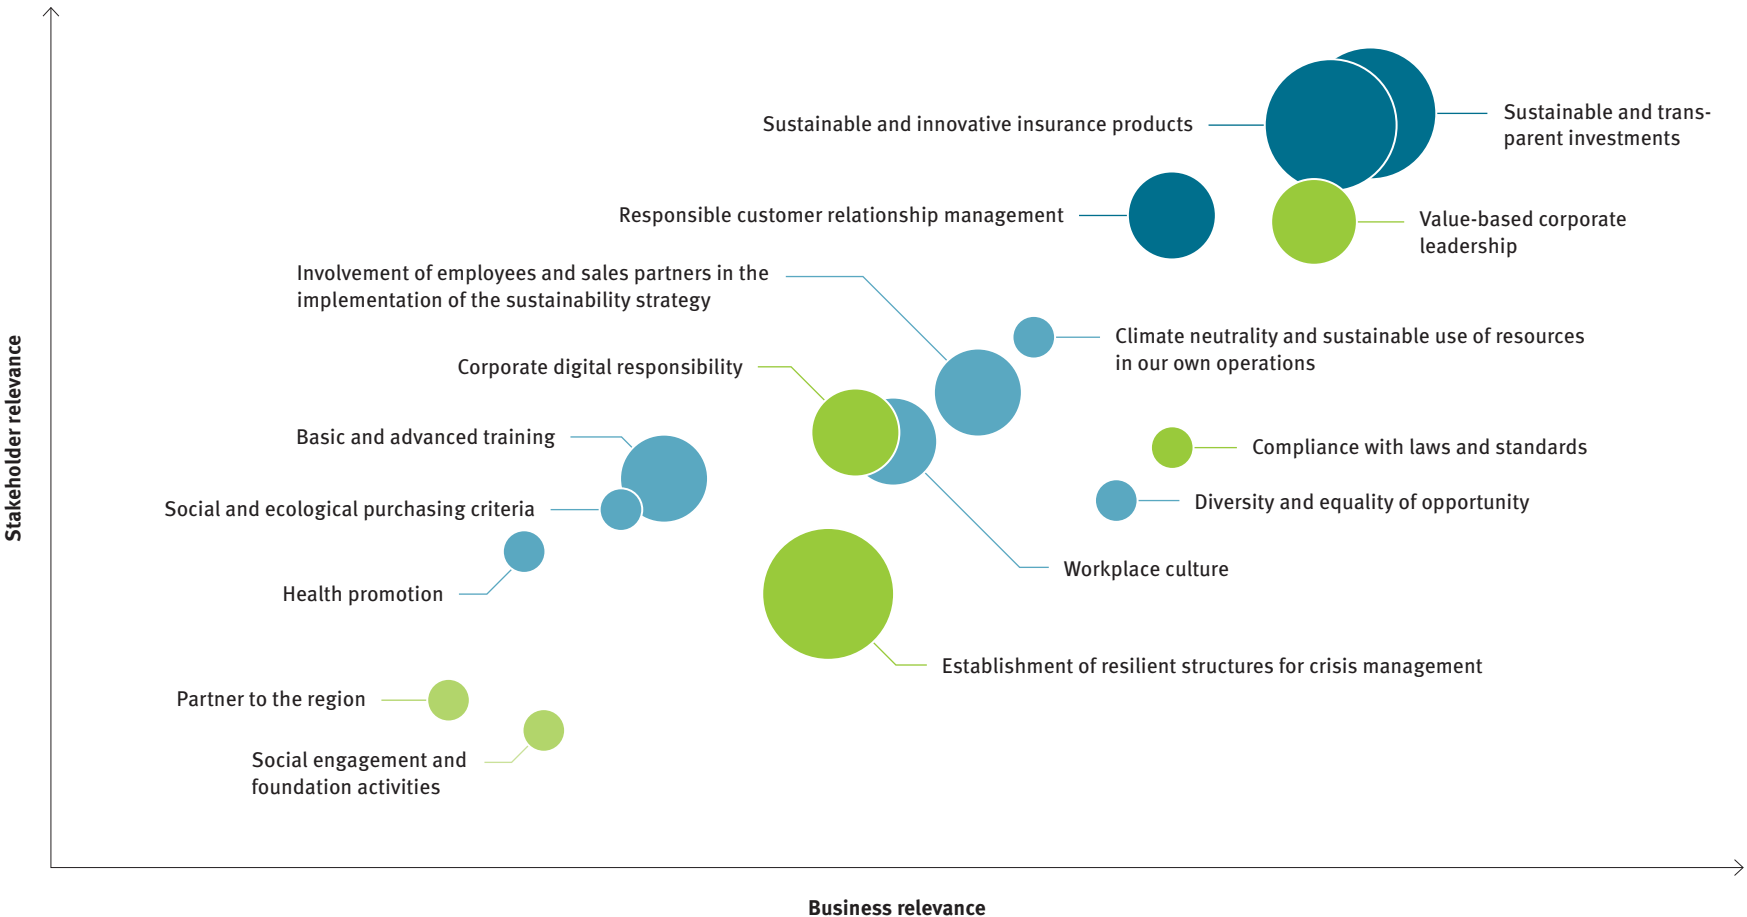 Sustainable and trans-
parent investments
Sustainable and innovative insurance products
Responsible customer relationship management
Value-based corporate
leadership
Involvement of employees and sales partners in the
implementation of the sustainability strategy
Climate neutrality and sustainable use of resources
in our own operations
Corporate digital responsibility
Basic and advanced training
Compliance with laws and standards
Social and ecological purchasing criteria
Diversity and equality of opportunity
Health promotion
Workplace culture
Establishment of resilient structures for crisis management
Partner to the region
Social engagement and
foundation activities
Stakeholder relevance
Business relevance